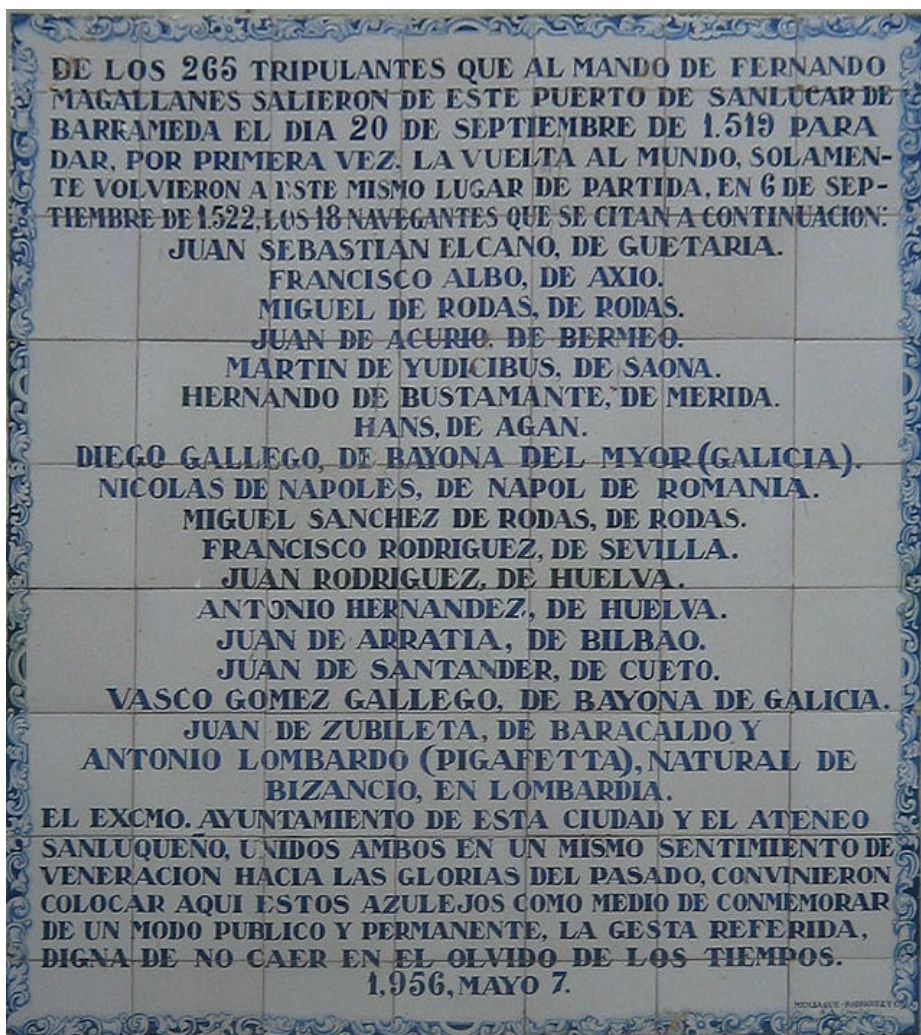 DE LOS 265 TRIPULANTES QUE AL MANDO DE FERNANDO
MAGALLANES SALIERON DE ESTE PUERTO DE SANLUCAR DE
BARRAMEDA EL DIA 20 DE SEPTIEMBRE DE 1.519 PARA
DAR, POR PRIMERA VEZ. LA VUELTA AL MUNDO, SOLAMEN-
TE VOLVIERON A ESTE MISMO LUGAR DE PARTIDA, EN 6 DE SEP-
TIEMBRE DE 1.522, LOS 18 NAVEGANTES QUE SE CITAN A CONTINUACION:
JUAN SEBASTIAN ELCANO, DE GUETARIA.
FRANCISCO ALBO, DE AXIO.
MIGUEL DE RODAS, DE RODAS.
JUAN DE ACURIO. DE BERMEO.
MARTIN DE YUDICIBUS, DE SAONA.
HERNANDO DE BUSTAMANTE, DE MERIDA.
HANS, DE AGAN.
DIEGO GALLEGO, DE BAYONA DEL MYOR (GALICIA).
NICOLAS DE NAPOLES, DE NAPOL DE ROMANIA.
MIGUEL SANCHEZ DE RODAS, DE RODAS.
FRANCISCO RODRIGUEZ, DE SEVILLA.
JUAN RODRIGUEZ, DE HUELVA.
ANTONIO HERNANDEZ, DE HUELVA.
JUAN DE ARRATIA, DE BILBAO.
JUAN DE SANTANDER, DE CUETO.
VASCO GOMEZ GALLEGO, DE BAYONA DE GALICIA.
JUAN DE ZUBILETA, DE BARACALDO Y
ANTONIO LOMBARDO (PIGAFETTA), NATURAL DE
BIZANCIO, EN LOMBARDIA.
EL EXCMO. AYUNTAMIENTO DE ESTA CIUDAD Y EL ATENEO
SANLUQUEÑO, UNIDOS AMBOS EN UN MISMO SENTIMIENTO DE
VENERACION HACIA LAS GLORIAS DEL PASADO, CONVINIERON
COLOCAR AQUI ESTOS AZULEJOS COMO MEDIO DE CONMEMORAR
DE UN MODO PUBLICO Y PERMANENTE, LA GESTA REFERIDA,
DIGNA DE NO CAER EN EL OLVIDO DE LOS TIEMPOS.
1,956, MAYO 7.
MENSAQUE-RODRIGUEZ Y